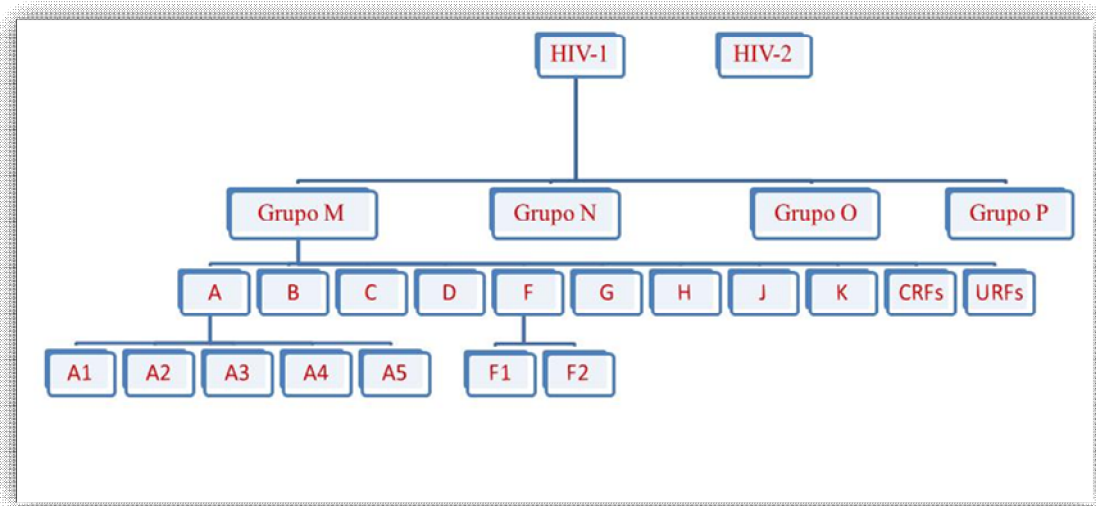 HIV-1
HIV-2
Grupo M
Grupo N
Grupo O
Grupo P
A
B
C
D
F
G
H
J
K
CRFs
URFs
A1
A2
A3
A4
A5
F1
F2